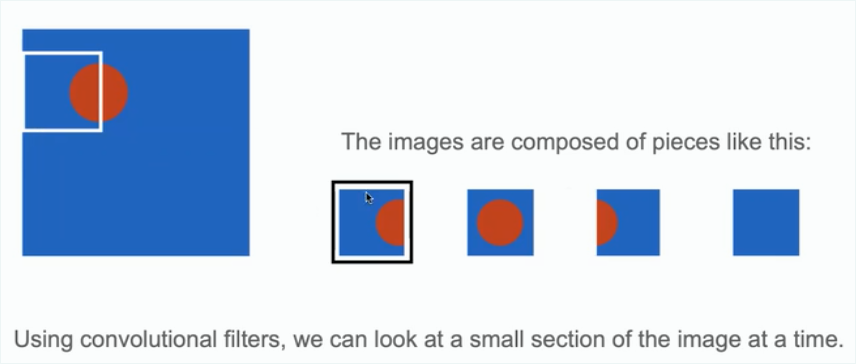 The images are composed of pieces like this:
Using convolutional filters, we can look at a small section of the image at a time.